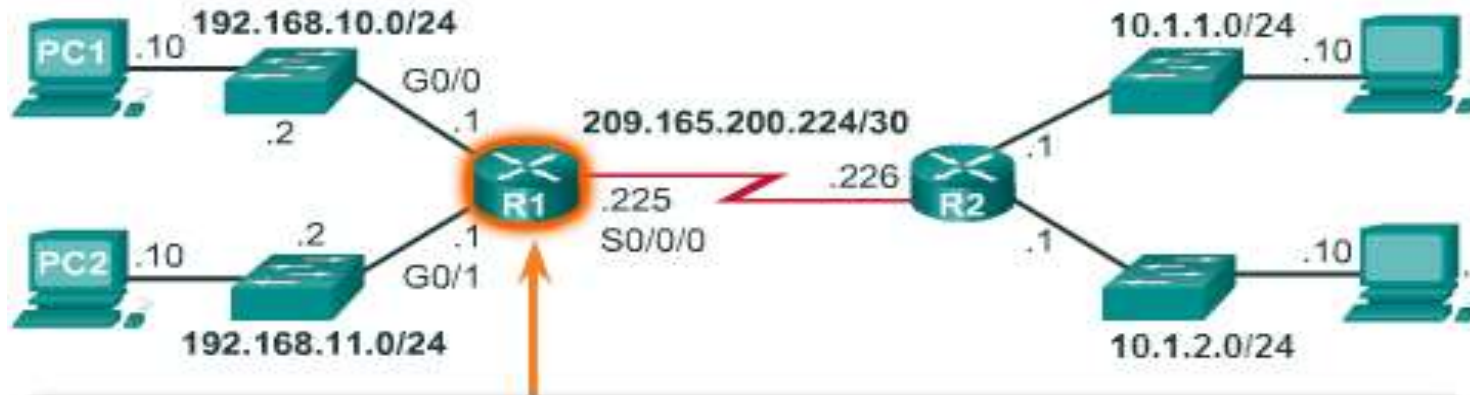 192.168.10.0/24
10.1.1.0/24
PC1
.10
.10
G0/0
.1
.2
209.165.200.224/30
.1
R1
.225
.226
R2
S0/0/0
.2
.1
.1
PC2
.10
G0/1
.10
192.168.11.0/24
10.1.2.0/24